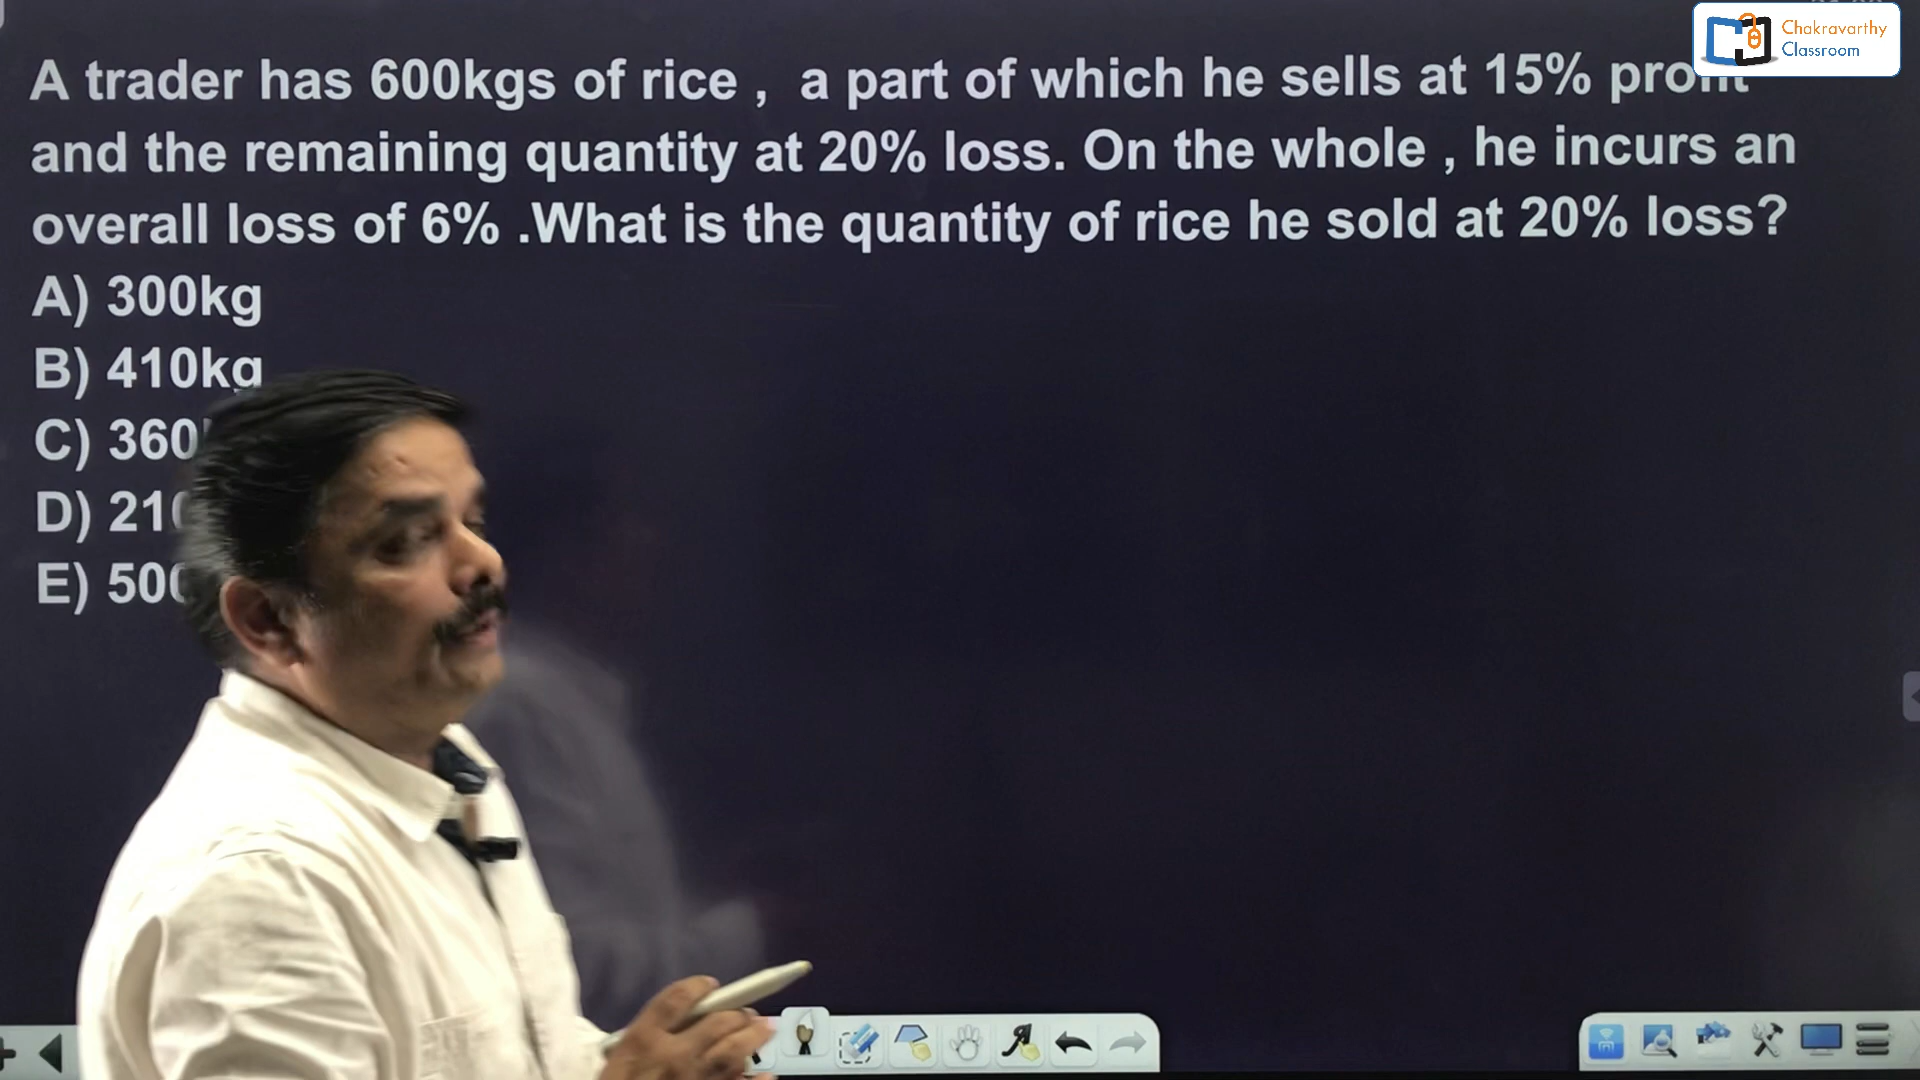 Chakravarthy
Classroom
A trader has 600kgs of rice , a part of which he sells at 15% profit
and the remaining quantity at 20% loss. On the whole , he incurs an
overall loss of 6% .What is the quantity of rice he sold at 20% loss?
A) 300kg
B) 410kg
C) 360
D) 210
E) 500